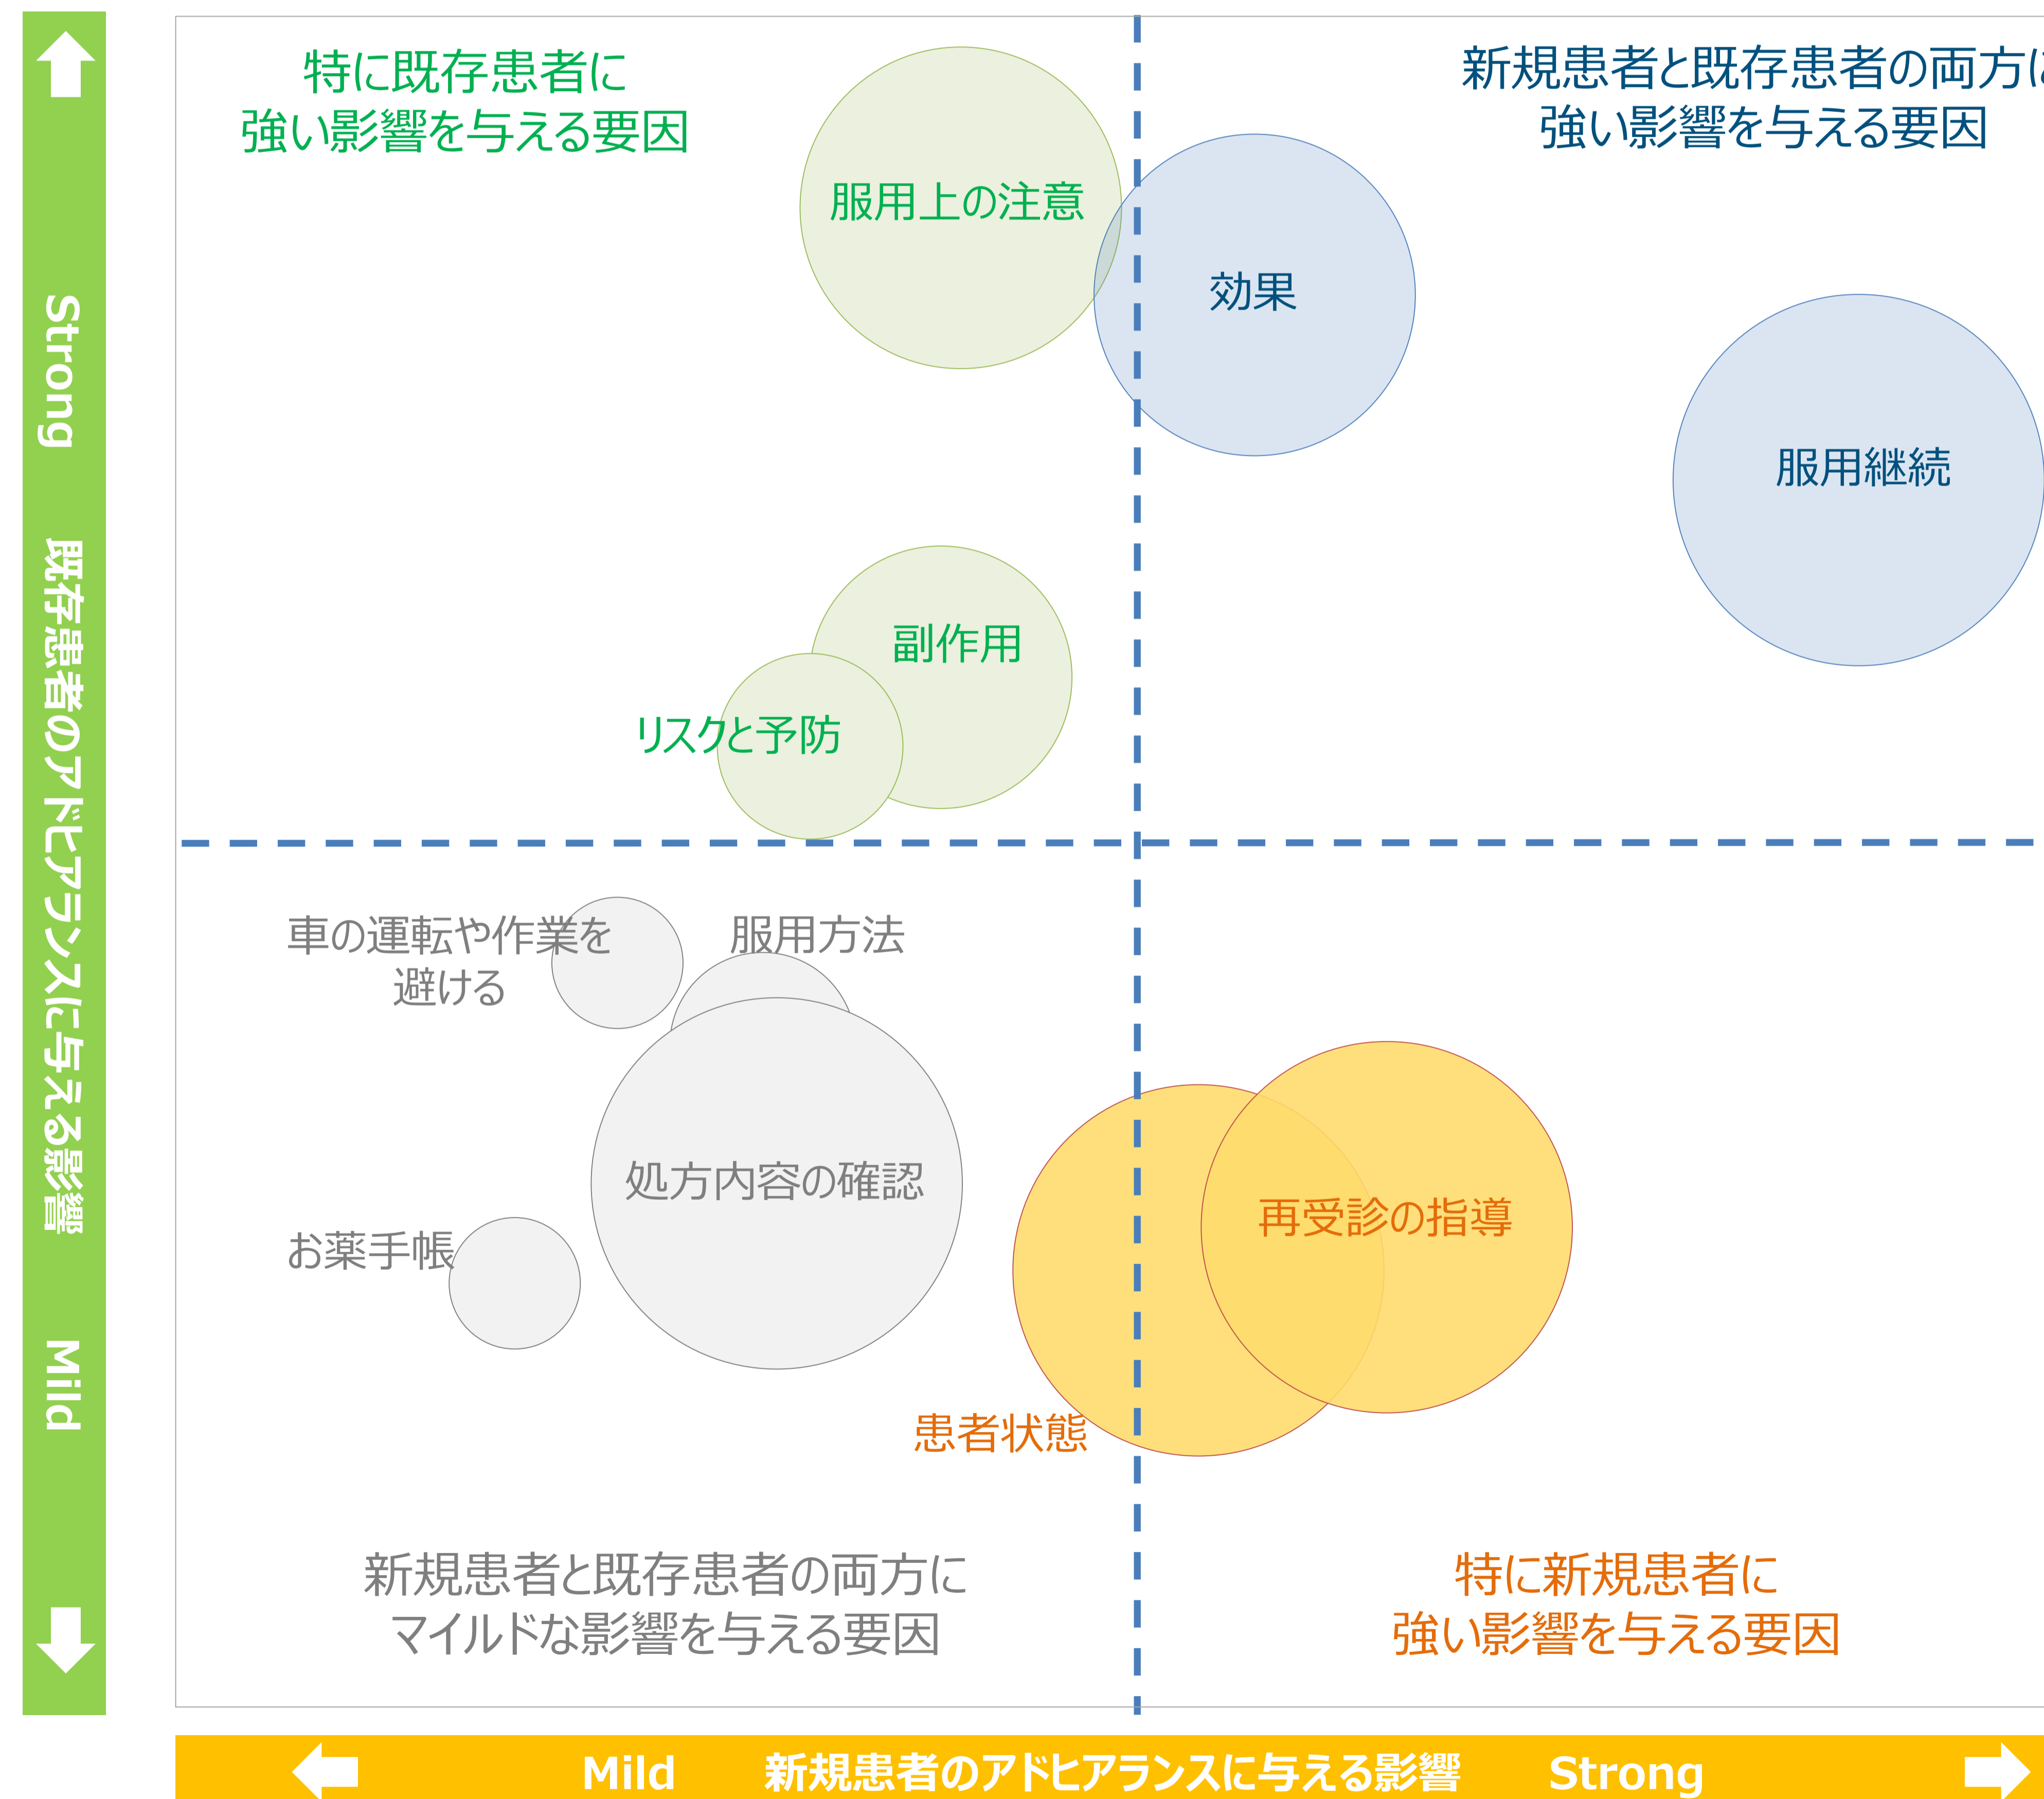 特に既存患者に
強い影響を与える要因
新規患者と既存患者の両方に
強い影響を与える要因
服用上の注意
効果
服用継続
副作用
リスクと予防
車の運転や作業を
避ける
服用方法
処方内容の確認
お薬手帳
再受診の指導
患者状態
新規患者と既存患者の両方に
マイルドな影響を与える要因
特に新規患者に
強い影響を与える要因
Strong 既存患者のアドヒアランスに与える影響 Mild
Mild 新規患者のアドヒアランスに与える影響 Strong